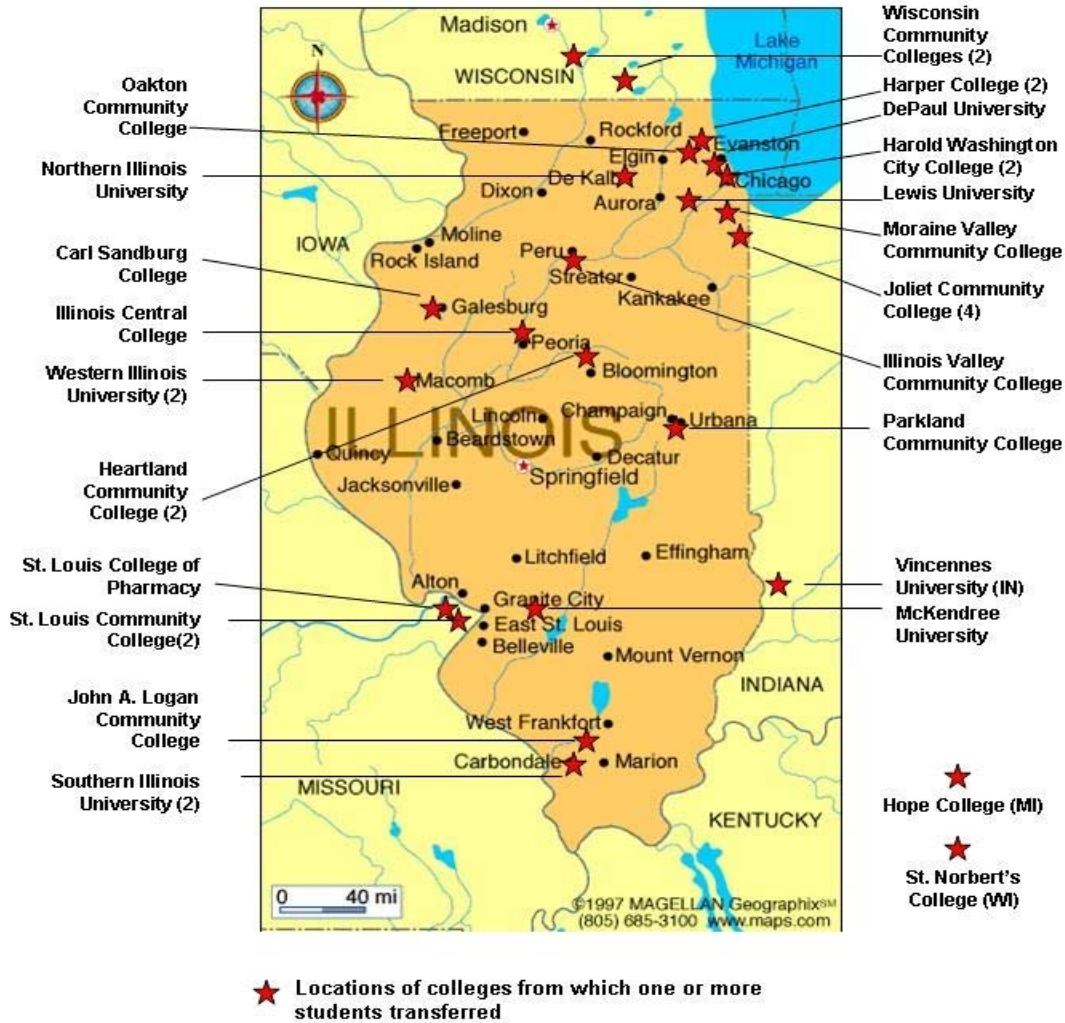 Madison
WISCONSIN
Lake
Michigan
N
Wisconsin
Community
Colleges (2)
Harper College (2)
DePaul University
Harold Washington
City College (2)
Lewis University
Moraine Valley
Community College
Joliet Community
College (4)
Illinois Valley
Community College
Parkland
Community College
Vincennes
University (IN)
McKendree
University
Hope College (MI)
St. Norbert's
College (WI)
Oakton
Community
College
Northern Illinois
University
Carl Sandburg
College
Illinois Central
College
Western Illinois
University (2)
Heartland
Community
College (2)
St. Louis College of
Pharmacy
St. Louis Community
College(2)
John A. Logan
Community
College
Southern Illinois
University (2)
Freeport
Rockford
Evanston
Elgin
De Kalb
Chicago
Dixon
Aurora
IOWA
Moline
Rock Island
Peru
Streator
Kankakee
Galesburg
Peoria
Bloomington
Macomb
ILLINOIS
Lincoln
Champaign
Urbana
Beardstown
Quincy
Decatur
Springfield
Jacksonville
Litchfield
Effingham
Alton
Granite City
East St. Louis
Belleville
Mount Vernon
INDIANA
West Frankfort
Carbondale
Marion
MISSOURI
KENTUCKY
0 40 mi
©1997 MAGELLAN Geographix℠
(805) 685-3100 www.maps.com
Locations of colleges from which one or more
students transferred